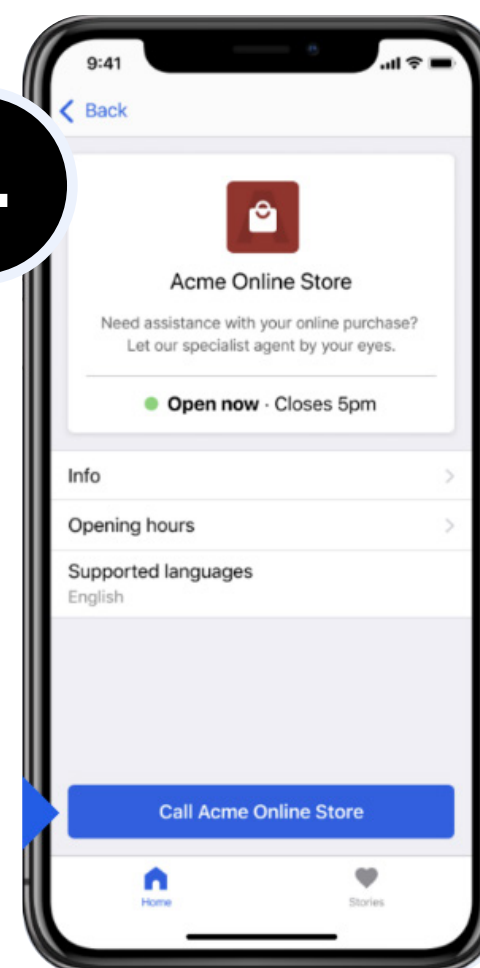 9:41
Back
Acme Online Store
Need assistance with your online purchase?
Let our specialist agent by your eyes.
Open now · Closes 5pm
Info
Opening hours
Supported languages
English
Call Acme Online Store
Home
Stories